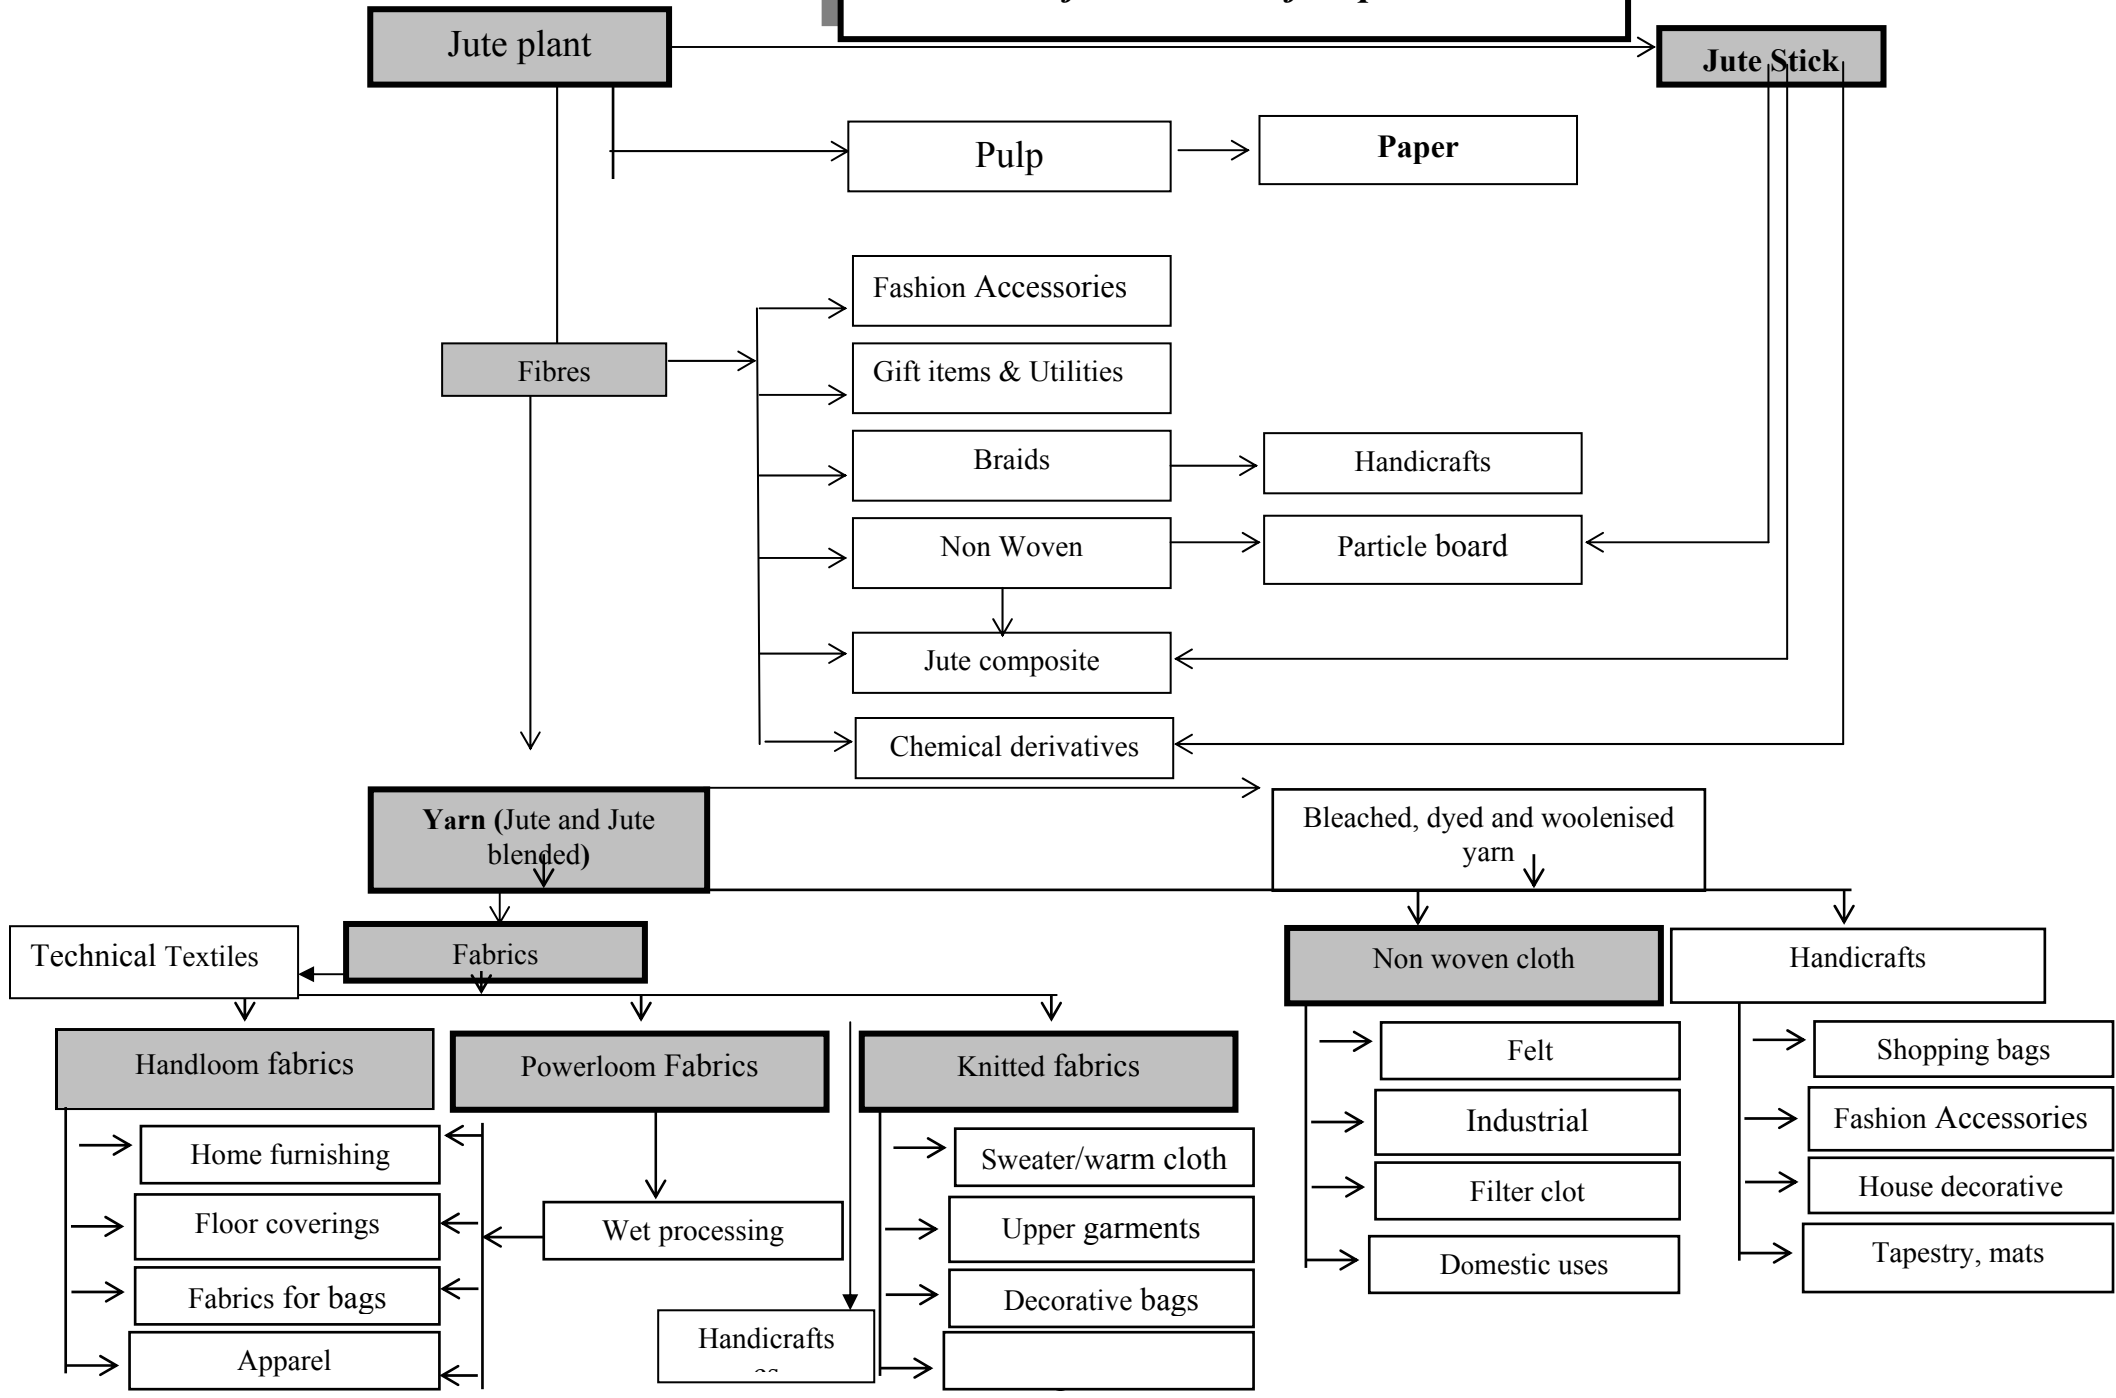 Jute plant
Jute Stick
Pulp
Paper
Fashion Accessories
Fibres
Gift items & Utilities
Braids
Handicrafts
Non Woven
Particle board
Jute composite
Chemical derivatives
Yarn (Jute and Jute
blended)
Bleached, dyed and woolenised
yarn
Technical Textiles
Fabrics
Non woven cloth
Handicrafts
Handloom fabrics
Powerloom Fabrics
Knitted fabrics
Felt
Shopping bags
Industrial
Fashion Accessories
Home furnishing
Sweater/warm cloth
Filter clot
House decorative
Floor coverings
Wet processing
Upper garments
Domestic uses
Tapestry, mats
Fabrics for bags
Decorative bags
Handicrafts
Apparel